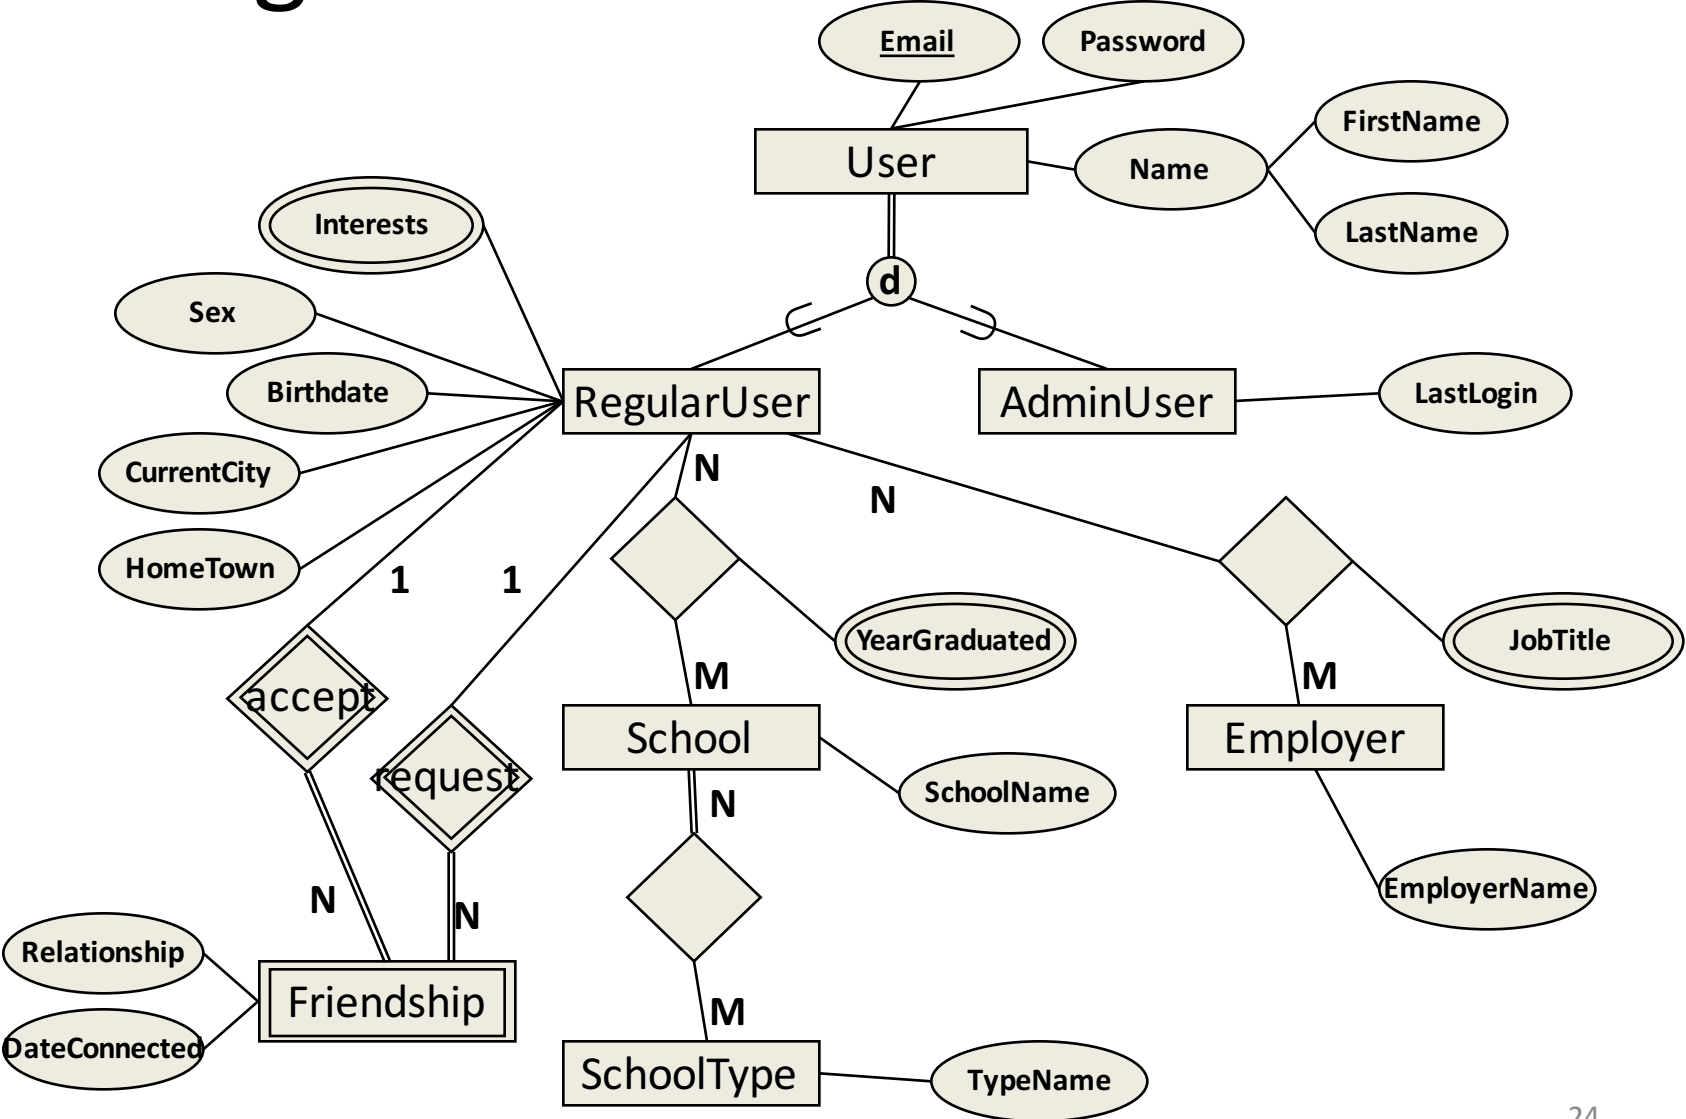 Email
Password
User
Name
FirstName
LastName
d
Interests
Sex
Birthdate
CurrentCity
HomeTown
RegularUser
AdminUser
LastLogin
N
N
1
1
accept
request
YearGraduated
M
M
JobTitle
School
Employer
SchoolName
EmployerName
N
N
N
Relationship
DateConnected
Friendship
M
SchoolType
TypeName
24